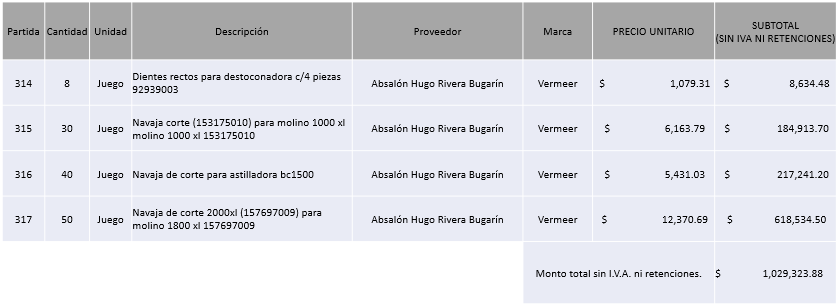 Partida Cantidad Unidad Descripción Proveedor Marca PRECIO UNITARIO SUBTOTAL
(SIN IVA NI RETENCIONES)
314 8 Juego Dientes rectos para destoconadora c/4 piezas
92939003 Absalón Hugo Rivera Bugarín Vermeer $ 1,079.31 $ 8,634.48
315 30 Juego Navaja corte (153175010) para molino 1000 xl
molino 1000 xl 153175010 Absalón Hugo Rivera Bugarín Vermeer $ 6,163.79 $ 184,913.70
316 40 Juego Navaja de corte para astilladora bc1500 Absalón Hugo Rivera Bugarín Vermeer $ 5,431.03 $ 217,241.20
317 50 Juego Navaja de corte 2000xl (157697009) para
molino 1800 xl 157697009 Absalón Hugo Rivera Bugarín Vermeer $ 12,370.69 $ 618,534.50
Monto total sin I.V.A. ni retenciones. $ 1,029,323.88